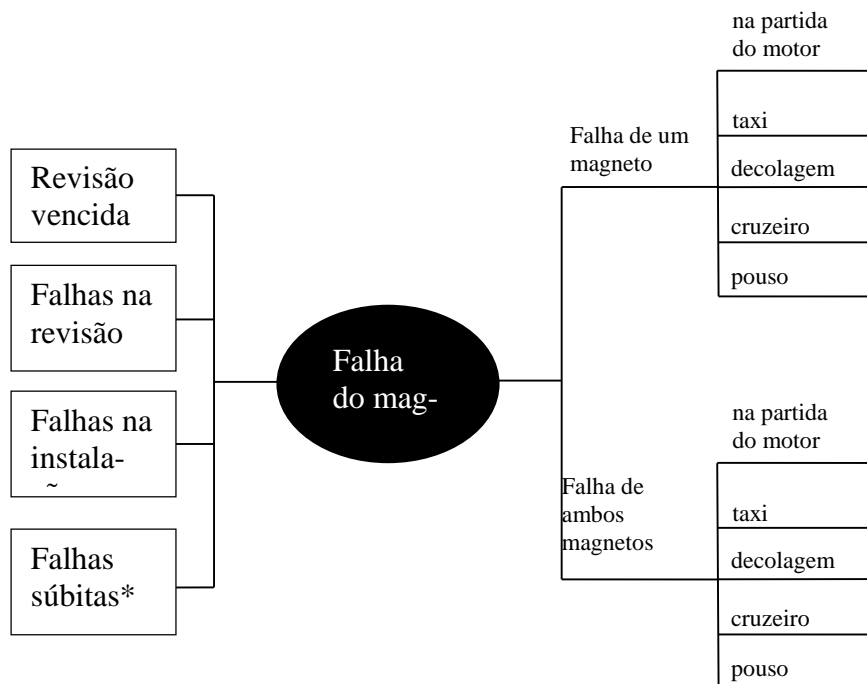 Revisão
vencida
Falhas na
revisão
Falhas na
instala-
Falhas
súbitas*
Falha
do mag-
Falha de um
magneto
na partida
do motor
taxi
decolagem
cruzeiro
pouso
Falha de
ambos
magnetos
na partida
do motor
taxi
decolagem
cruzeiro
pouso